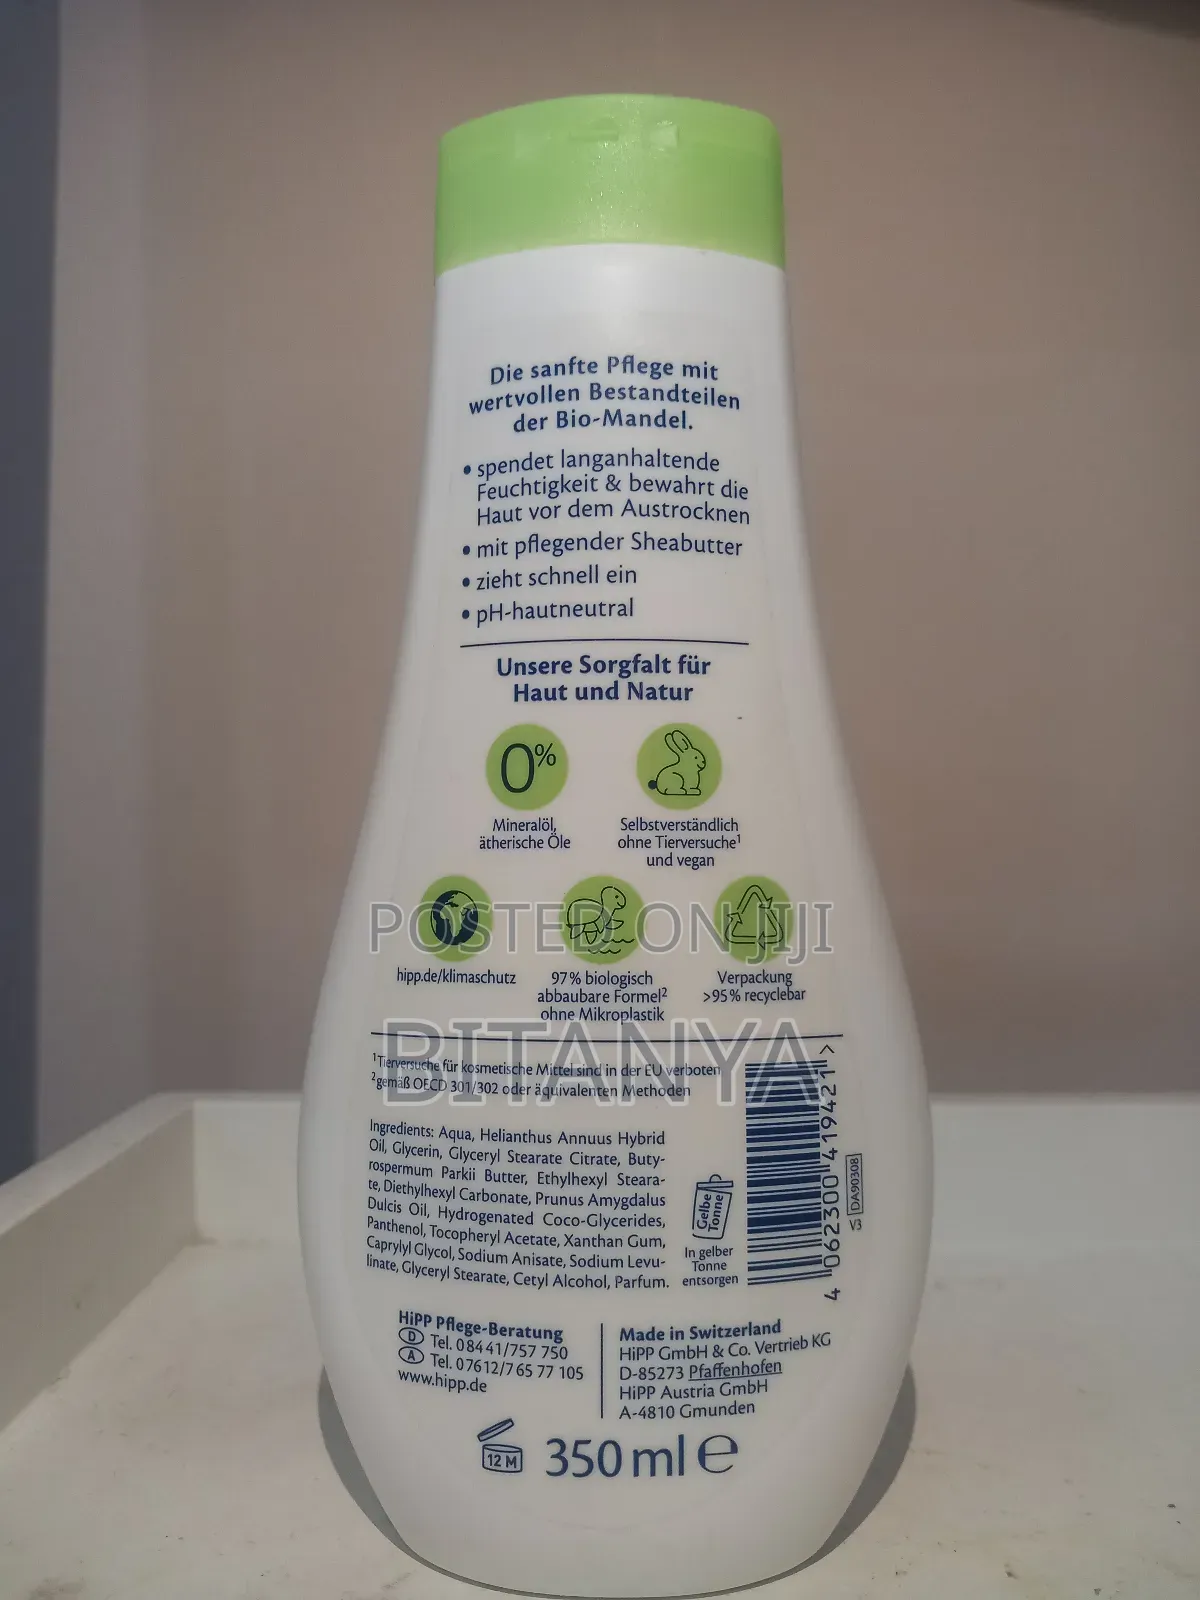 Die sanfte Pflege mit
wertvollen Bestandteilen
der Bio-Mandel.
• spendet langanhaltende
Feuchtigkeit & bewahrt die
Haut vor dem Austrocknen
• mit pflegender Sheabutter
• zieht schnell ein
• pH-hautneutral
Unsere Sorgfalt für
Haut und Natur
0%
Mineralöl,
ätherische Öle
Selbstverständlich
ohne Tierversuche¹
und vegan
POSTED ON JIJI
hipp.de/klimaschutz
97% biologisch
abbaubare Formel²
ohne Mikroplastik
Verpackung
>95% recyclebar
BITANYA
¹Tierversuche für kosmetische Mittel sind in der EU verboten
²gemäß OECD 301/302 oder äquivalenten Methoden
Ingredients: Aqua, Helianthus Annuus Hybrid
Oil, Glycerin, Glyceryl Stearate Citrate, Buty-
rospermum Parkii Butter, Ethylhexyl Steara-
te, Diethylhexyl Carbonate, Prunus Amygdalus
Dulcis Oil, Hydrogenated Coco-Glycerides,
Panthenol, Tocopheryl Acetate, Xanthan Gum,
Caprylyl Glycol, Sodium Anisate, Sodium Levu-
linate, Glyceryl Stearate, Cetyl Alcohol, Parfum.
Gelbe
Tonne
In gelber
Tonne
entsorgen
4 062300 419421 >
DA90308
V3
HiPP Pflege-Beratung
D Tel. 08441/757 750
A Tel. 07612/7 65 77 105
www.hipp.de
Made in Switzerland
HiPP GmbH & Co. Vertrieb KG
D-85273 Pfaffenhofen
HiPP Austria GmbH
A-4810 Gmunden
12 M
350 ml e